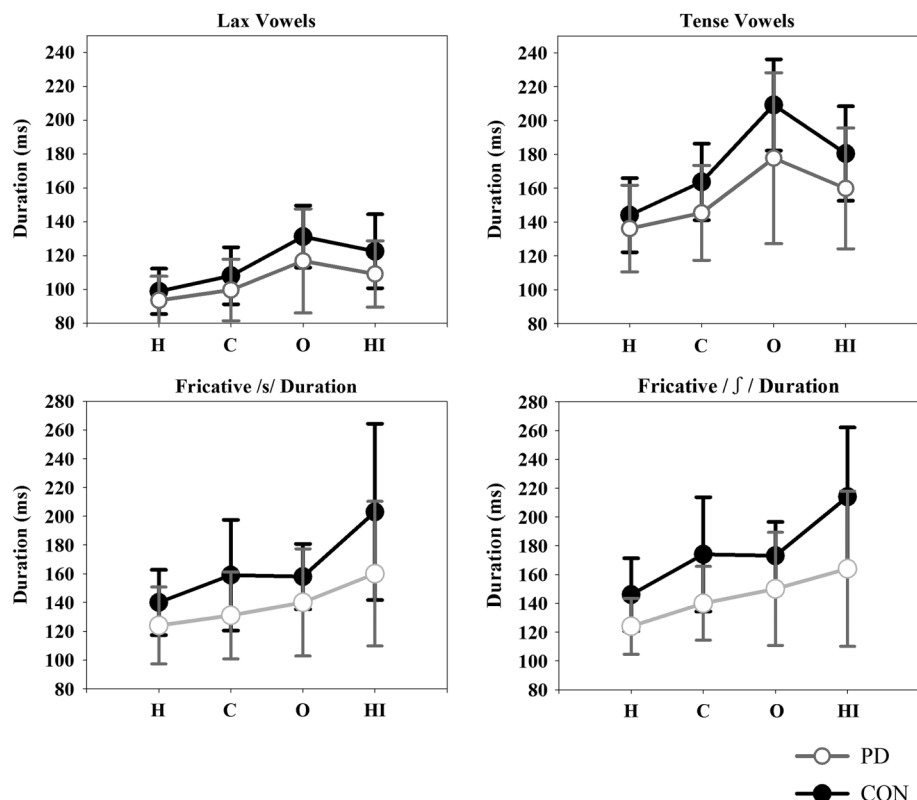 Lax Vowels
Duration (ms)
240
220
200
180
160
140
120
100
80
H C O HI
Tense Vowels
Duration (ms)
240
220
200
180
160
140
120
100
80
H C O HI
Fricative /s/ Duration
Duration (ms)
280
260
240
220
200
180
160
140
120
100
80
H C O HI
Fricative / ʃ / Duration
Duration (ms)
280
260
240
220
200
180
160
140
120
100
80
H C O HI
PD
CON